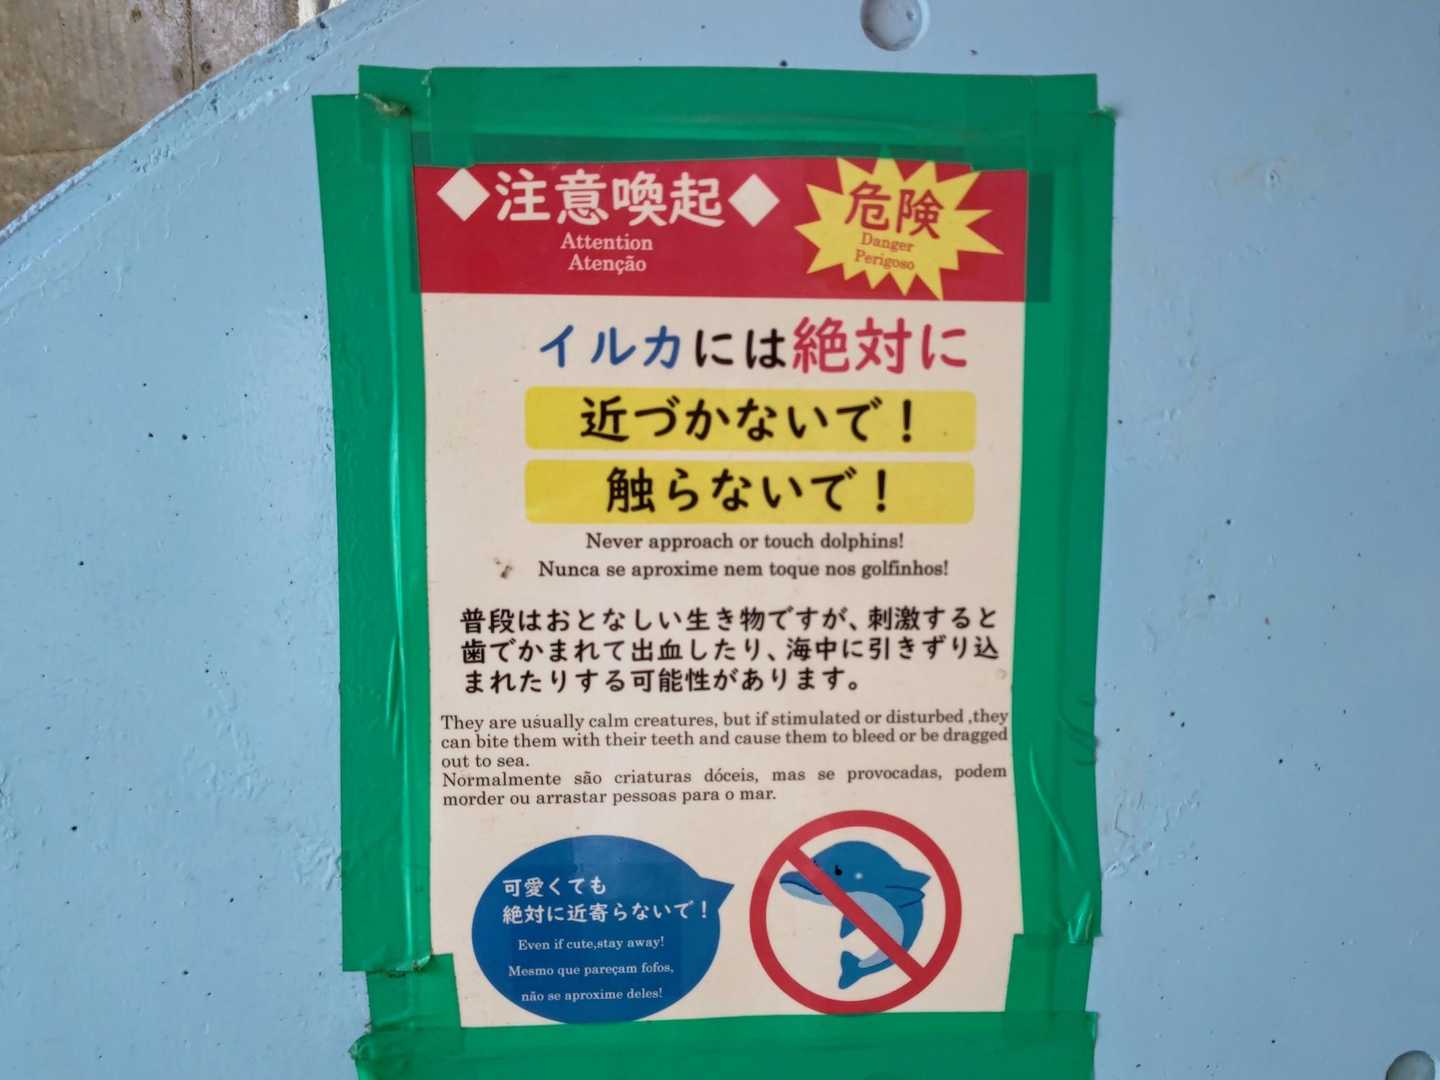 ◆注意喚起◆
Attention
Atenção
危険
Danger
Perigoso
イルカには絶対に
近づかないで！
触らないで！
Never approach or touch dolphins!
Nunca se aproxime nem toque nos golfinhos!
普段はおとなしい生き物ですが、刺激すると
歯でかまれて出血したり、海中に引きずり込
まれたりする可能性があります。
They are usually calm creatures, but if stimulated or disturbed ,they
can bite them with their teeth and cause them to bleed or be dragged
out to sea.
Normalmente são criaturas dóceis, mas se provocadas, podem
morder ou arrastar pessoas para o mar.
可愛くても
絶対に近寄らないで！
Even if cute,stay away!
Mesmo que pareçam fofos,
não se aproxime deles!